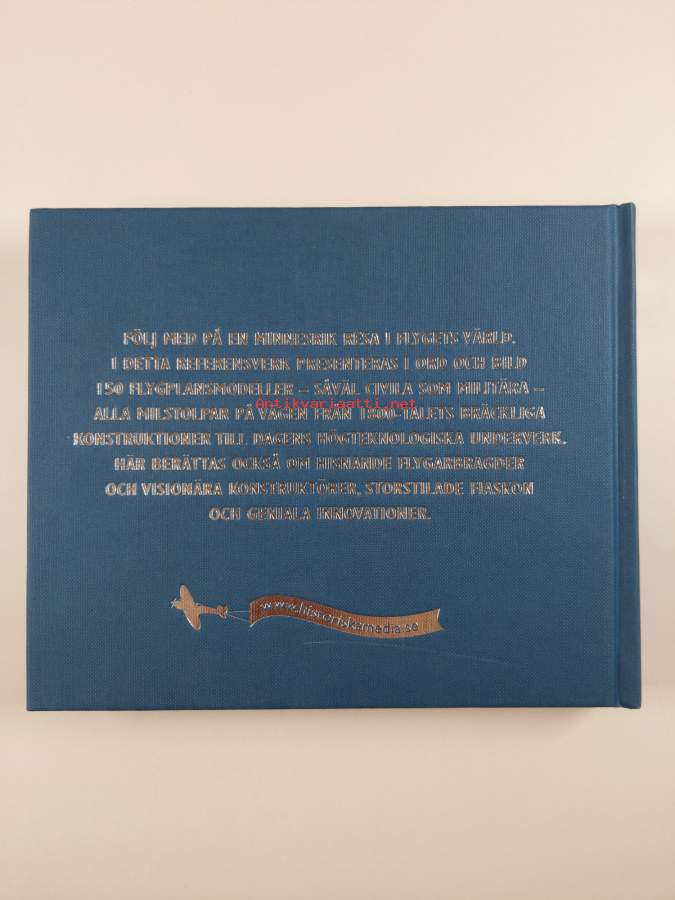 FÖLJ MED PÅ EN MINNESRIK RESA I FLYGETS VÄRLD.
I DETTA REFERENSVERK PRESENTERAS I ORD OCH BILD
150 FLYGPLANSMODELLER – SÅVÄL CIVILA SOM MILITÄRA –
Antikvariaatti.net
ALLA MILSTOLPAR PÅ VÄGEN FRÅN 1800-TALETS BRÄCKLIGA
KONSTRUKTIONER TILL DAGENS HÖGTEKNOLOGISKA UNDERVERK.
HÄR BERÄTTAS OCKSÅ OM HISNANDE FLYGARBRAGDER
OCH VISIONÄRA KONSTRUKTÖRER, STORSTILADE FIASKON
OCH GENIALA INNOVATIONER.
www.historiskamedia.se